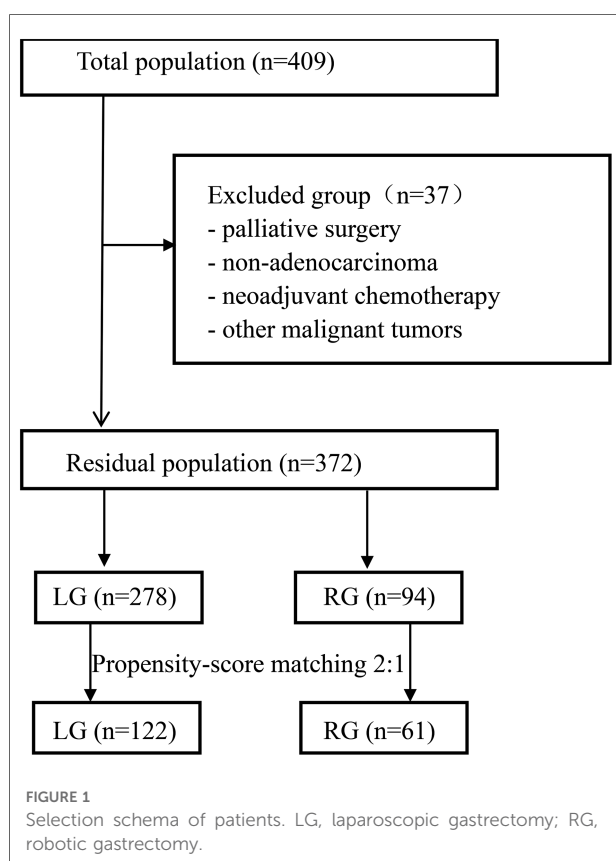 Total population (n=409)
Excluded group（n=37）
- palliative surgery
- non-adenocarcinoma
- neoadjuvant chemotherapy
- other malignant tumors
Residual population (n=372)
LG (n=278)
RG (n=94)
Propensity-score matching 2:1
LG (n=122)
RG (n=61)
FIGURE 1
Selection schema of patients. LG, laparoscopic gastrectomy; RG,
robotic gastrectomy.